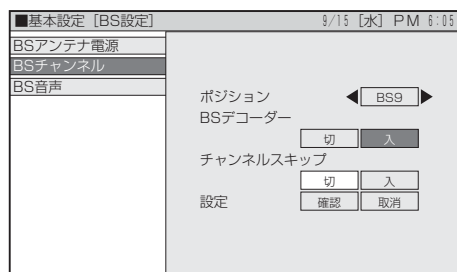 ■基本設定［BS設定］ 9/15［水］PM 6:05
BSアンテナ電源
BSチャンネル
BS音声
ポジション ◀ BS9 ▶
BSデコーダー
切 入
チャンネルスキップ
切 入
設定 確認 取消